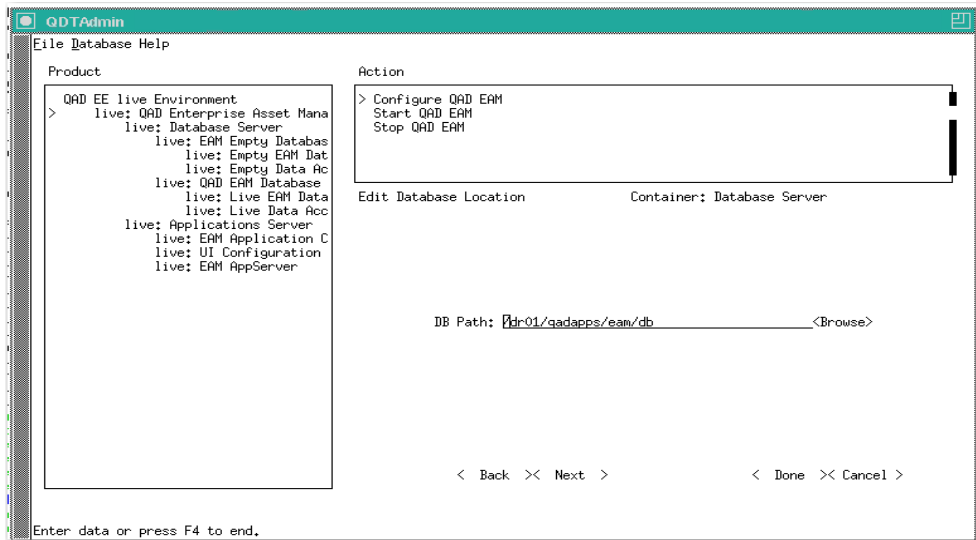 QDTAdmin
File Database Help
Product
QAD EE live Environment
> live: QAD Enterprise Asset Mana
live: Database Server
live: EAM Empty Databas
live: Empty EAM Dat
live: Empty Data Ac
live: QAD EAM Database
live: Live EAM Data
live: Live Data Acc
live: Applications Server
live: EAM Application C
live: UI Configuration
live: EAM AppServer
Action
> Configure QAD EAM
Start QAD EAM
Stop QAD EAM
Edit Database Location Container: Database Server
DB Path: /dr01/qadapps/eam/db <Browse>
< Back >< Next > < Done >< Cancel >
Enter data or press F4 to end.